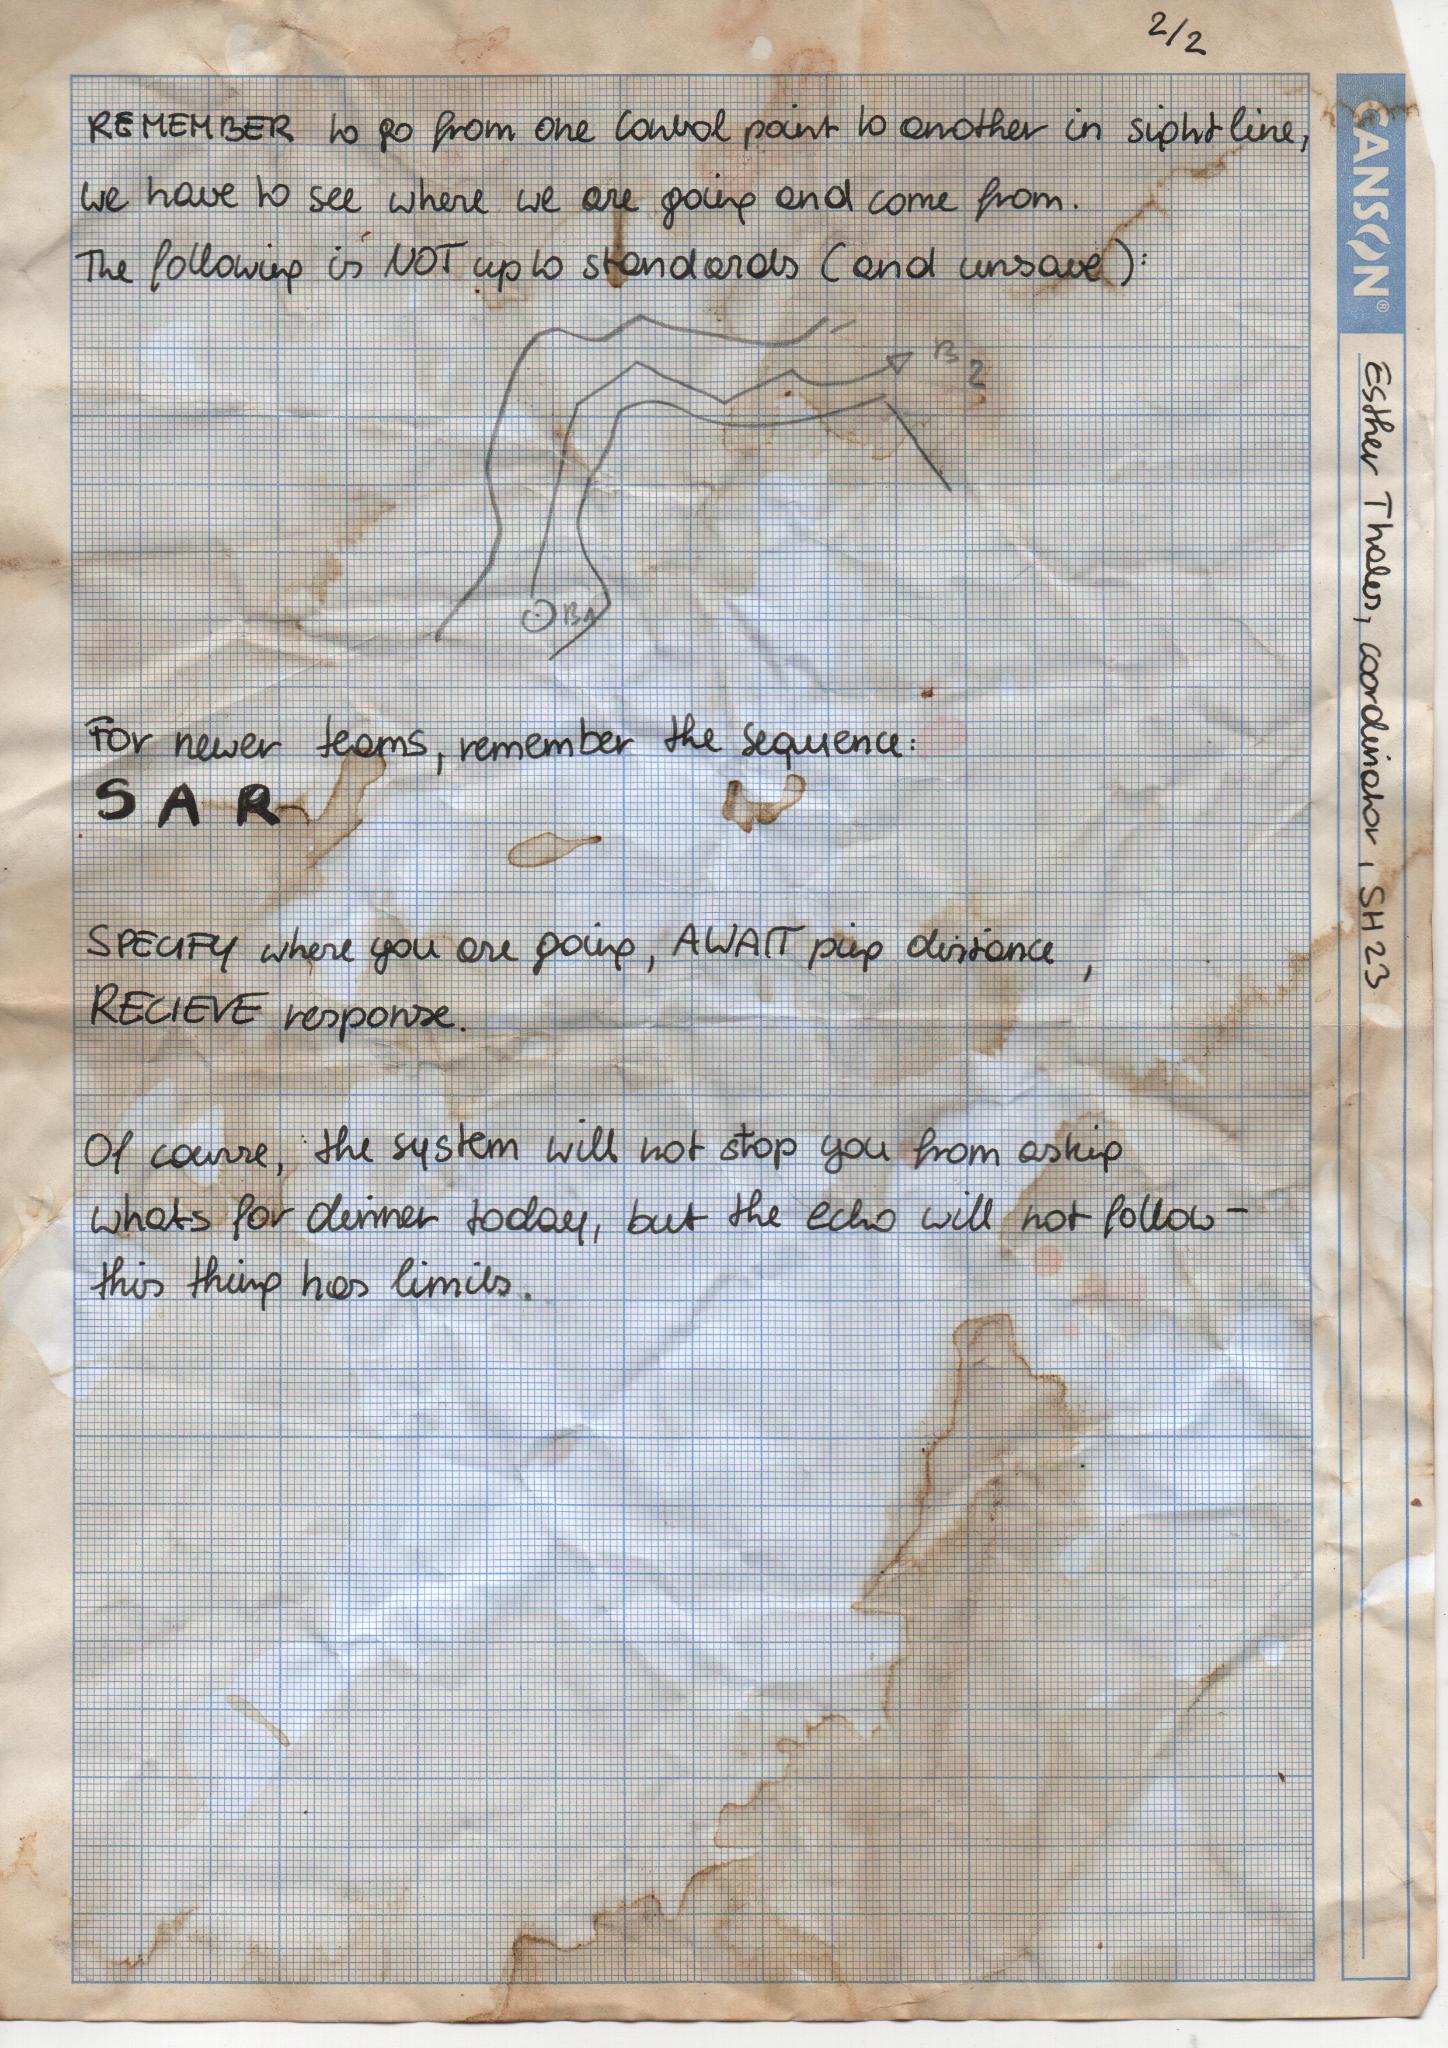 2/2
REMEMBER to go from one control point to another in sightline,
we have to see where we are going and come from.
The following is NOT up to standards (and unsave):
B2
B1
For newer teams, remember the sequence:
S A R
SPECIFY where you are going, AWAIT ping distance,
RECIEVE response.
Of course, the system will not stop you from asking
whats for dinner today, but the echo will not follow -
this thing has limits.
CANSON®
Esther Thales, coordinator, SH23